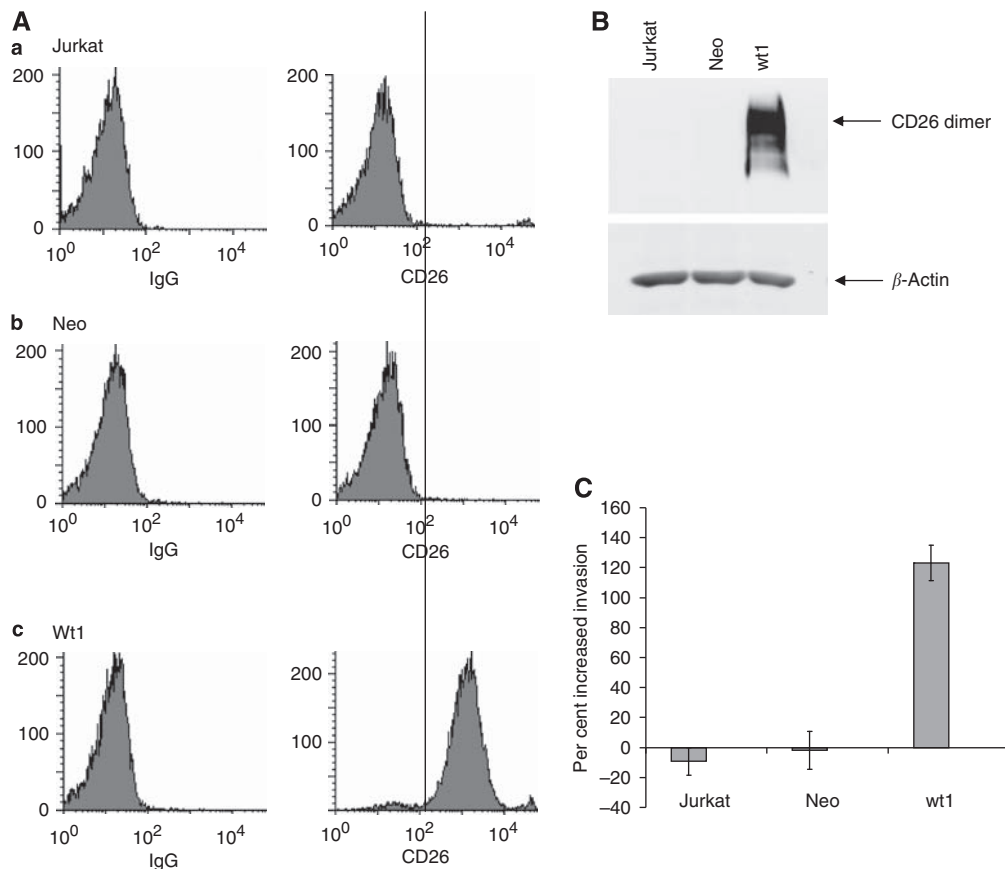 A
a Jurkat
200
100
0
10^0 10^2 10^4
IgG
200
100
0
10^0 10^2 10^4
CD26
b Neo
200
100
0
10^0 10^2 10^4
IgG
200
100
0
10^0 10^2 10^4
CD26
c Wt1
200
100
0
10^0 10^2 10^4
IgG
200
100
10^0 10^2 10^4
CD26
B
Jurkat
Neo
wt1
CD26 dimer
β-Actin
C
Per cent increased invasion
160
140
120
100
80
60
40
20
0
−20
−40
Jurkat Neo wt1